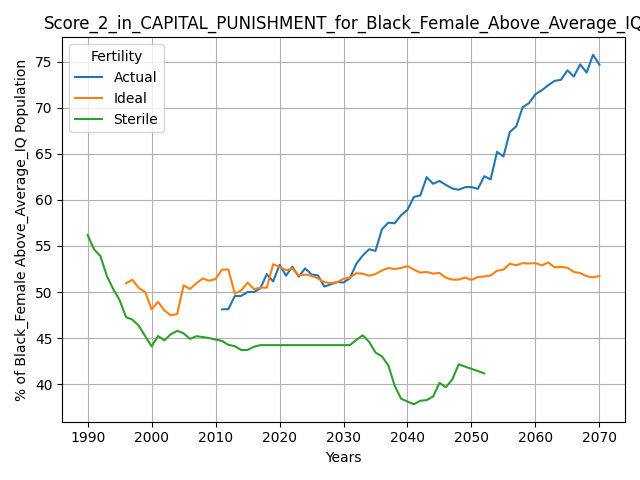 Score_2_in_CAPITAL_PUNISHMENT_for_Black_Female_Above_Average_IQ
Fertility
Actual
Ideal
Sterile
% of Black_Female Above_Average_IQ Population
75
70
65
60
55
50
45
40
1990 2000 2010 2020 2030 2040 2050 2060 2070
Years